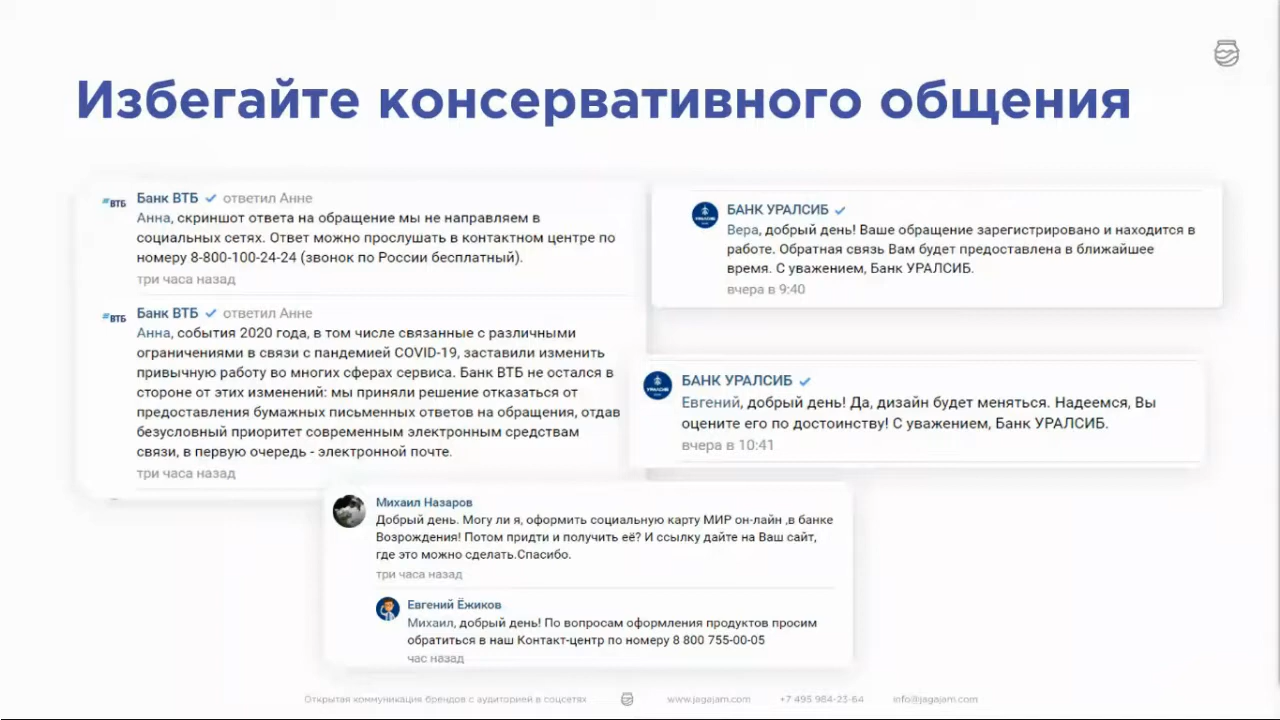 Избегайте консервативного общения
ВТБ
Банк ВТБ ответил Анне
Анна, скриншот ответа на обращение мы не направляем в
социальных сетях. Ответ можно прослушать в контактном центре по
номеру 8-800-100-24-24 (звонок по России бесплатный).
три часа назад
ВТБ
Банк ВТБ ответил Анне
Анна, события 2020 года, в том числе связанные с различными
ограничениями в связи с пандемией COVID-19, заставили изменить
привычную работу во многих сферах сервиса. Банк ВТБ не остался в
стороне от этих изменений: мы приняли решение отказаться от
предоставления бумажных письменных ответов на обращения, отдав
безусловный приоритет современным электронным средствам
связи, в первую очередь - электронной почте.
три часа назад
УРАЛСИБ
БАНК УРАЛСИБ
Вера, добрый день! Ваше обращение зарегистрировано и находится в
работе. Обратная связь Вам будет предоставлена в ближайшее
время. С уважением, Банк УРАЛСИБ.
вчера в 9:40
УРАЛСИБ
БАНК УРАЛСИБ
Евгений, добрый день! Да, дизайн будет меняться. Надеемся, Вы
оцените его по достоинству! С уважением, Банк УРАЛСИБ.
вчера в 10:41
Михаил Назаров
Добрый день. Могу ли я, оформить социальную карту МИР он-лайн ,в банке
Возрождения! Потом придти и получить её? И ссылку дайте на Ваш сайт,
где это можно сделать.Спасибо.
три часа назад
Евгений Ёжиков
Михаил, добрый день! По вопросам оформления продуктов просим
обратиться в наш Контакт-центр по номеру 8 800 755-00-05
час назад
Открытая коммуникация брендов с аудиторией в соцсетях
www.jagajam.com
+7 495 984-23-64
info@jagajam.com